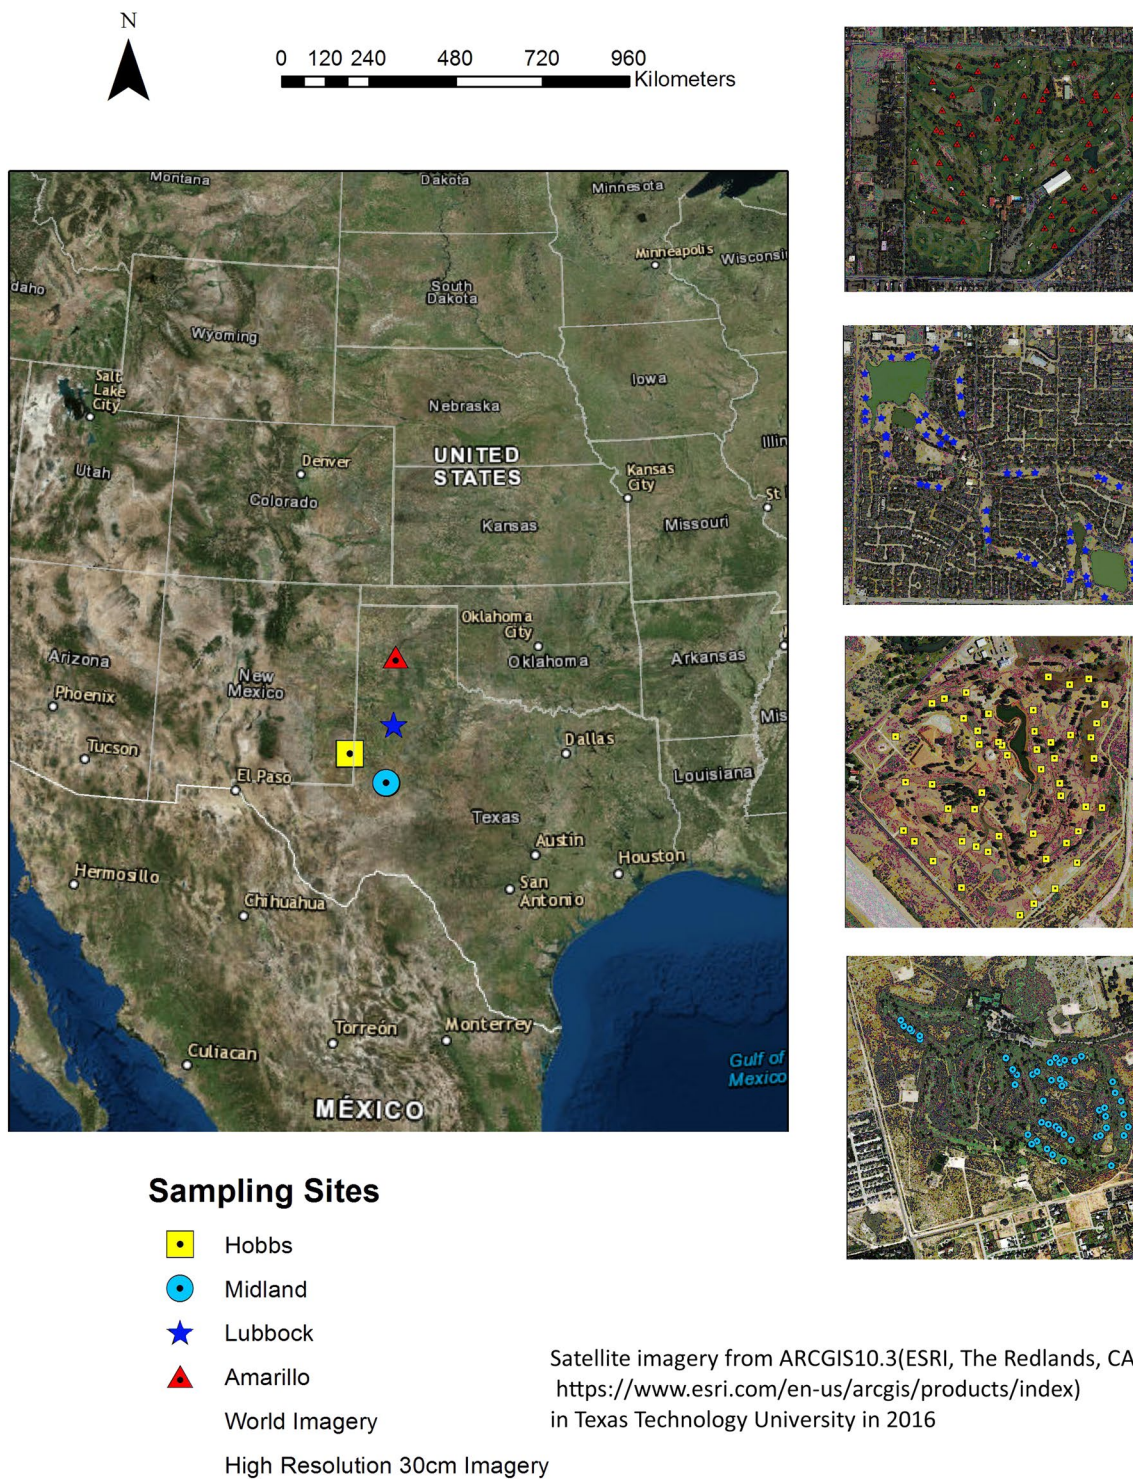 N
0 120 240 480 720 960
Kilometers
Montana
Dakota
Minnesota
Minneapolis
Wisconsi
daho
South
Dakota
Wyoming
Salt
Lake
City
Iowa
Nebraska
Illin
Utah
Denver
UNITED
STATES
Kansas
City
Colorado
St
Kansas
Missouri
Oklahoma
City
Oklahoma
Arkansas
Arizona
New
Mexico
Phoenix
Mis
Tucson
Dallas
El Paso
Louisiana
Texas
Austin
Houston
Hermosillo
San
Antonio
Chihuahua
Torreón
Monterrey
Culiacan
Gulf of
Mexico
MÉXICO
Sampling Sites
Hobbs
Midland
Lubbock
Amarillo
World Imagery
High Resolution 30cm Imagery
Satellite imagery from ARCGIS10.3(ESRI, The Redlands, CA
https://www.esri.com/en-us/arcgis/products/index)
in Texas Technology University in 2016